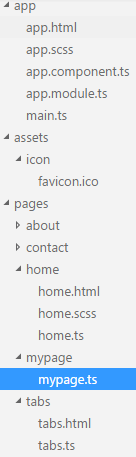 app
app.html
app.scss
app.component.ts
app.module.ts
main.ts
assets
icon
favicon.ico
pages
about
contact
home
home.html
home.scss
home.ts
mypage
mypage.ts
tabs
tabs.html
tabs.ts